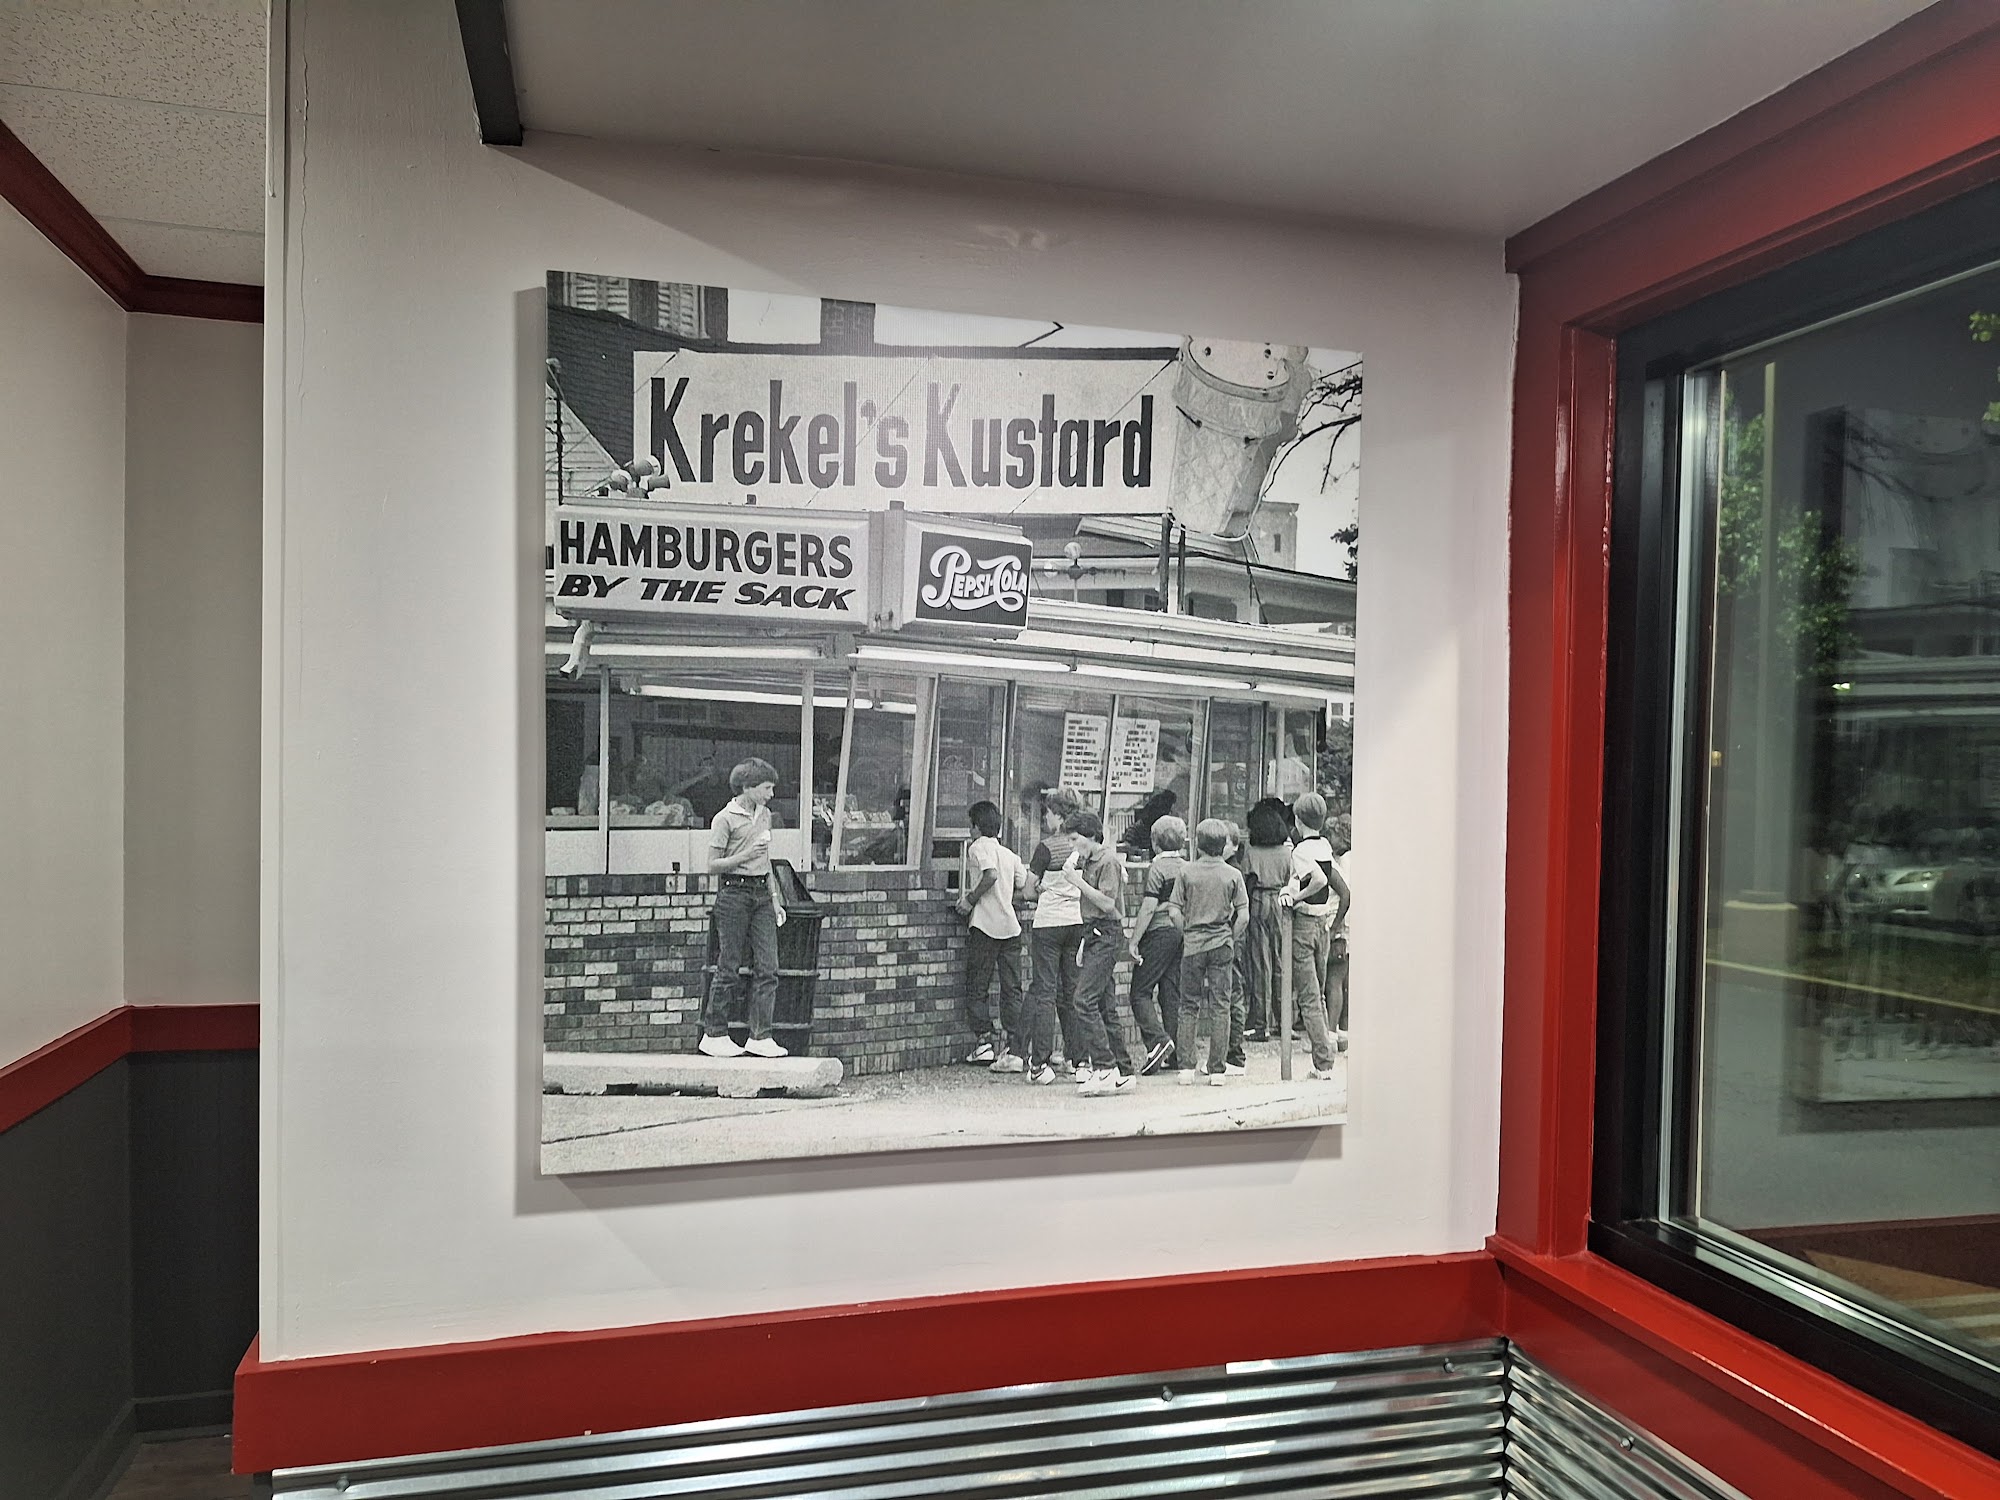 Krekel's Kustard
HAMBURGERS
BY THE SACK
PEPSI-COLA